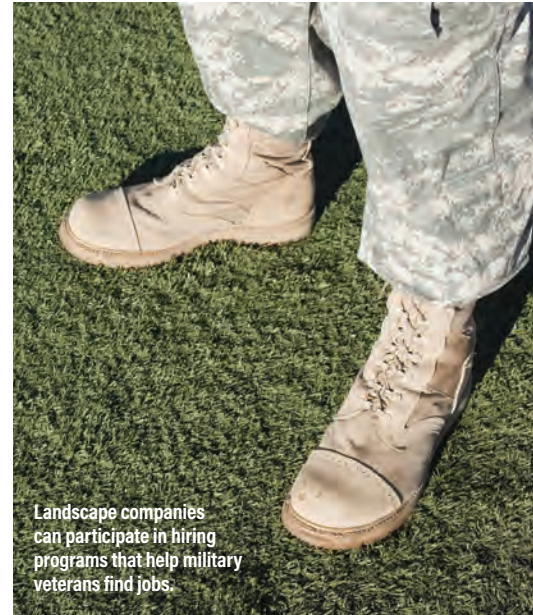 Landscape companies
can participate in hiring
programs that help military
veterans find jobs.